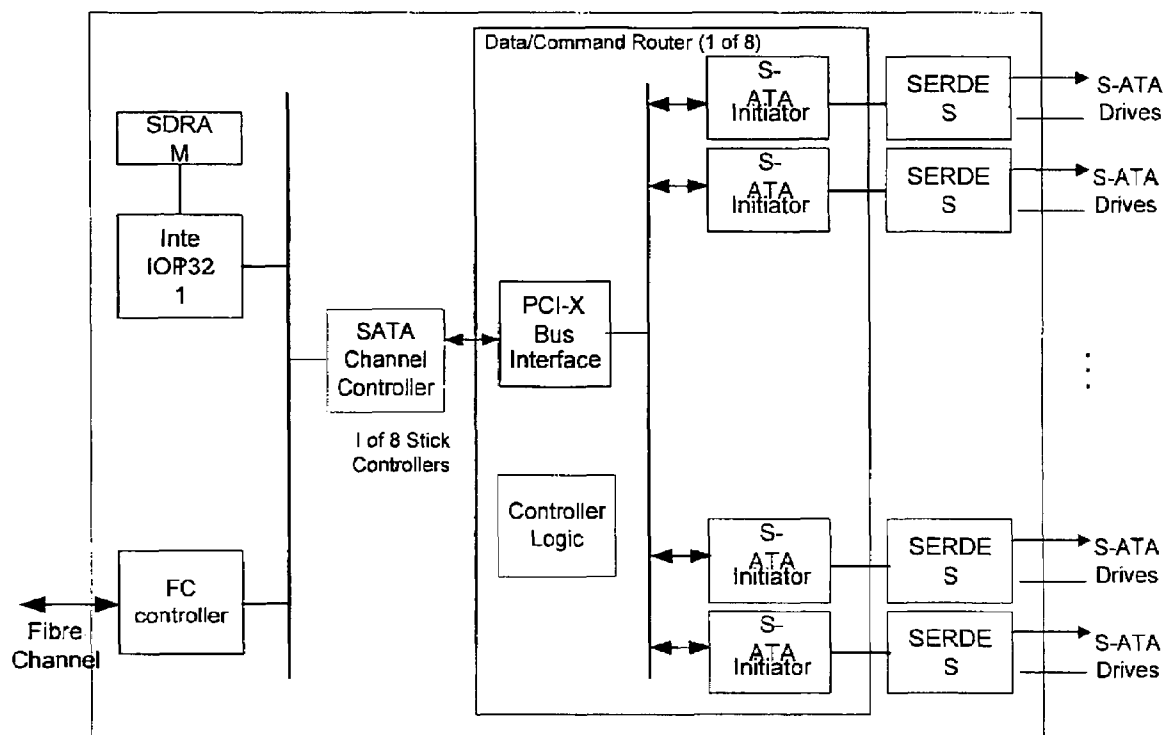 Data/Command Router (1 of 8)
S-
ATA
Initiator
SERDE
S
S-ATA
Drives
S-
ATA
Initiator
SERDE
S
S-ATA
Drives
SDRA
M
Inte
IOP32
1
SATA
Channel
Controller
PCI-X
Bus
Interface
I of 8 Stick
Controllers
Controller
Logic
S-
ATA
Initiator
SERDE
S
S-ATA
Drives
FC
controller
Fibre
Channel
S-
ATA
Initiator
SERDE
S
S-ATA
Drives